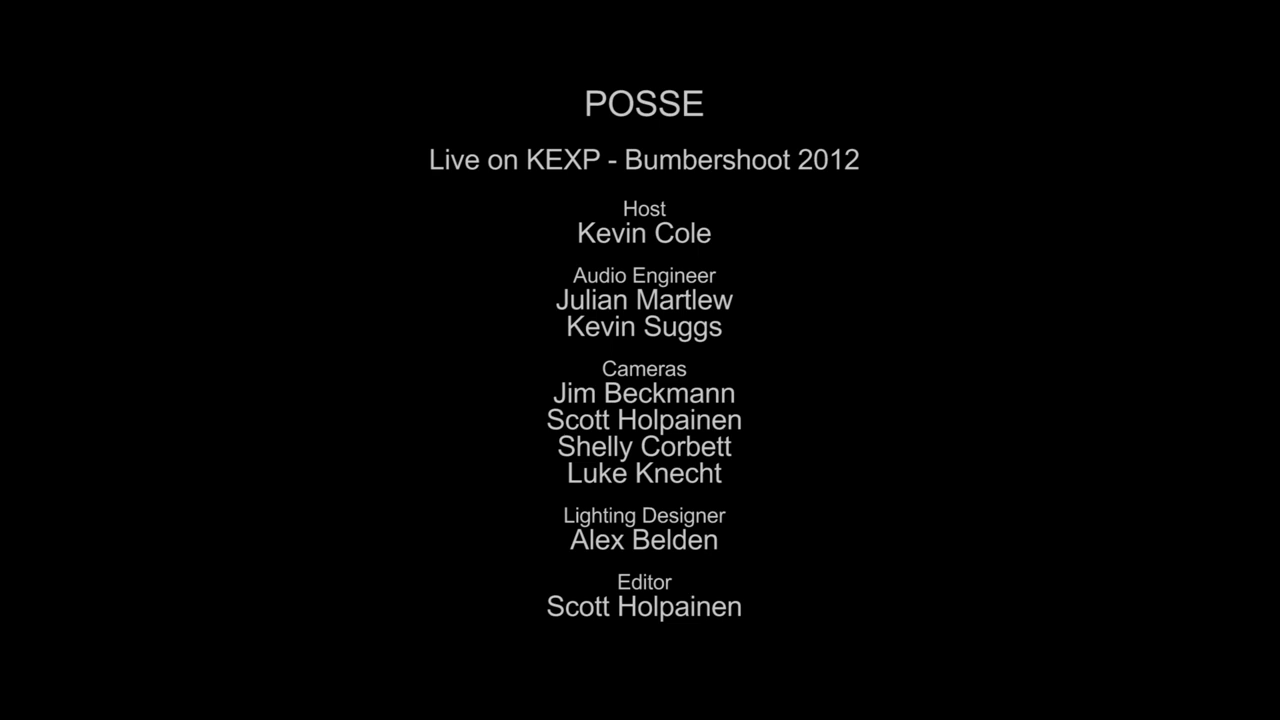 POSSE
Live on KEXP - Bumbershoot 2012
Host
Kevin Cole
Audio Engineer
Julian Martlew
Kevin Suggs
Cameras
Jim Beckmann
Scott Holpainen
Shelly Corbett
Luke Knecht
Lighting Designer
Alex Belden
Editor
Scott Holpainen